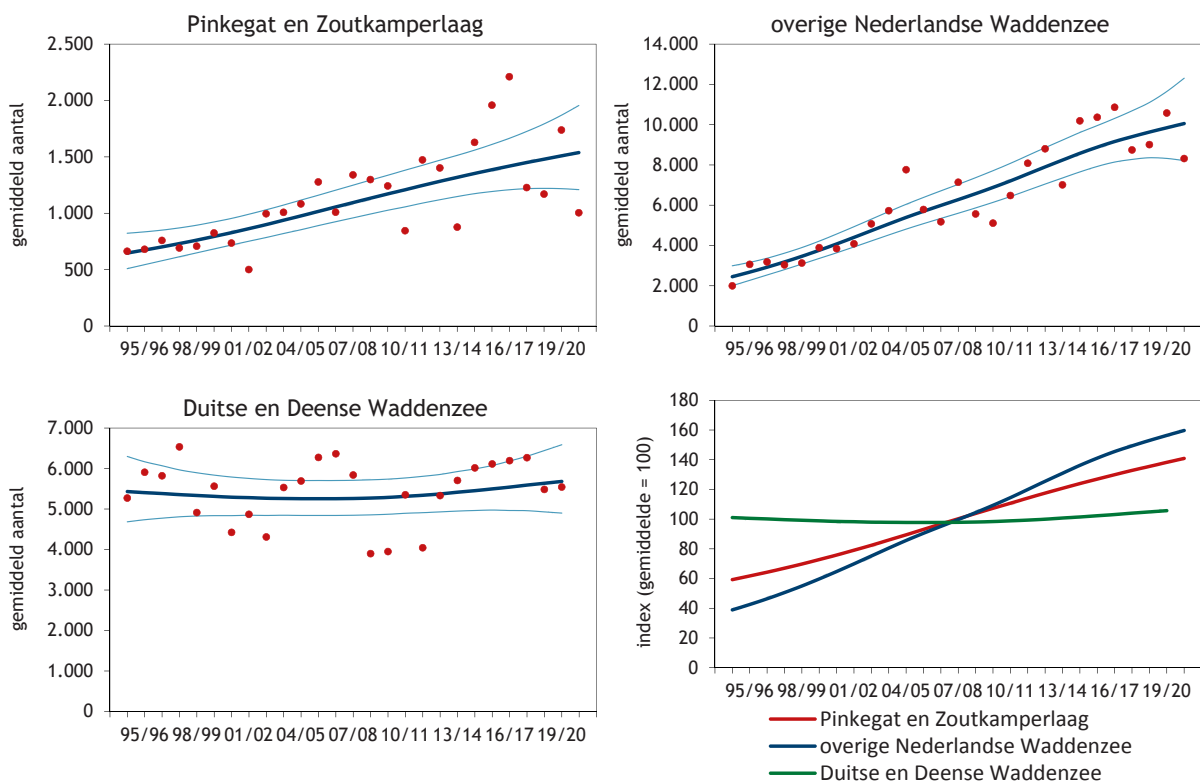 Pinkegat en Zoutkamperlaag
gemiddeld aantal
2.500
2.000
1.500
1.000
500
0
95/96 98/99 01/02 04/05 07/08 10/11 13/14 16/17 19/20
overige Nederlandse Waddenzee
gemiddeld aantal
14.000
12.000
10.000
8.000
6.000
4.000
2.000
0
95/96 98/99 01/02 04/05 07/08 10/11 13/14 16/17 19/20
Duitse en Deense Waddenzee
gemiddeld aantal
7.000
6.000
5.000
4.000
3.000
2.000
1.000
0
95/96 98/99 01/02 04/05 07/08 10/11 13/14 16/17 19/20
index (gemiddelde = 100)
180
160
140
120
100
80
60
40
20
0
95/96 98/99 01/02 04/05 07/08 10/11 13/14 16/17 19/20
Pinkegat en Zoutkamperlaag
overige Nederlandse Waddenzee
Duitse en Deense Waddenzee